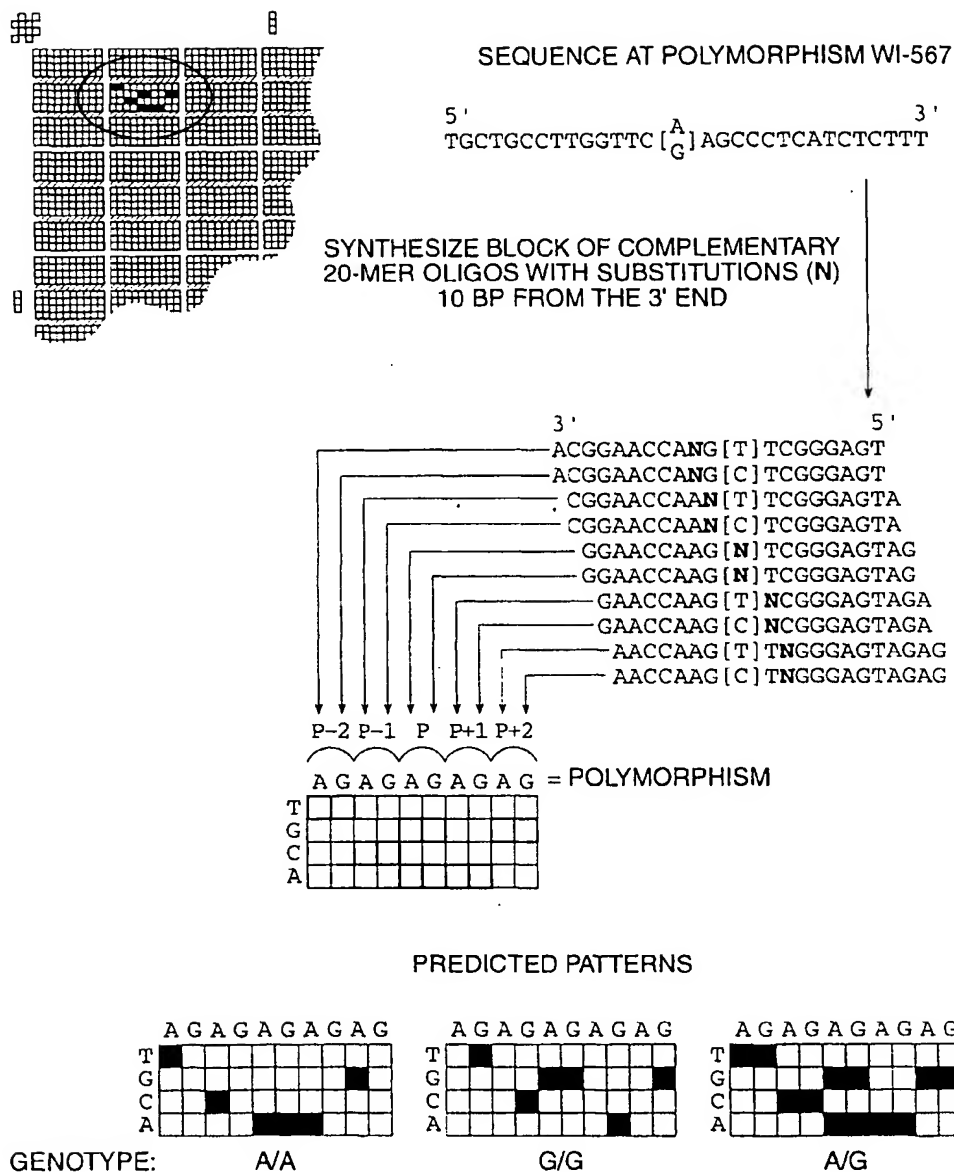 SEQUENCE AT POLYMORPHISM WI-567
5' 3'
TGCTGCCTTGGTTC[A/G]AGCCCTCATCTCTTT
SYNTHESIZE BLOCK OF COMPLEMENTARY
20-MER OLIGOS WITH SUBSTITUTIONS (N)
10 BP FROM THE 3' END
3' 5'
ACGGAACCANG[T]TCGGGAGT
ACGGAACCANG[C]TCGGGAGT
CGGAACCAAN[T]TCGGGAGTA
CGGAACCAAN[C]TCGGGAGTA
GGAACCAAG[N]TCGGGAGTAG
GGAACCAAG[N]TCGGGAGTAG
GAACCAAG[T]NCGGGAGTAGA
GAACCAAG[C]NCGGGAGTAGA
AACCAAG[T]TNGGGAGTAGAG
AACCAAG[C]TNGGGAGTAGAG
P-2 P-1 P P+1 P+2
A G A G A G A G A G = POLYMORPHISM
T
G
C
A
PREDICTED PATTERNS
A G A G A G A G A G A G A G A G A G A G A G A G A G A G A G
T T T
G G G
C C C
A A A
GENOTYPE: A/A G/G A/G